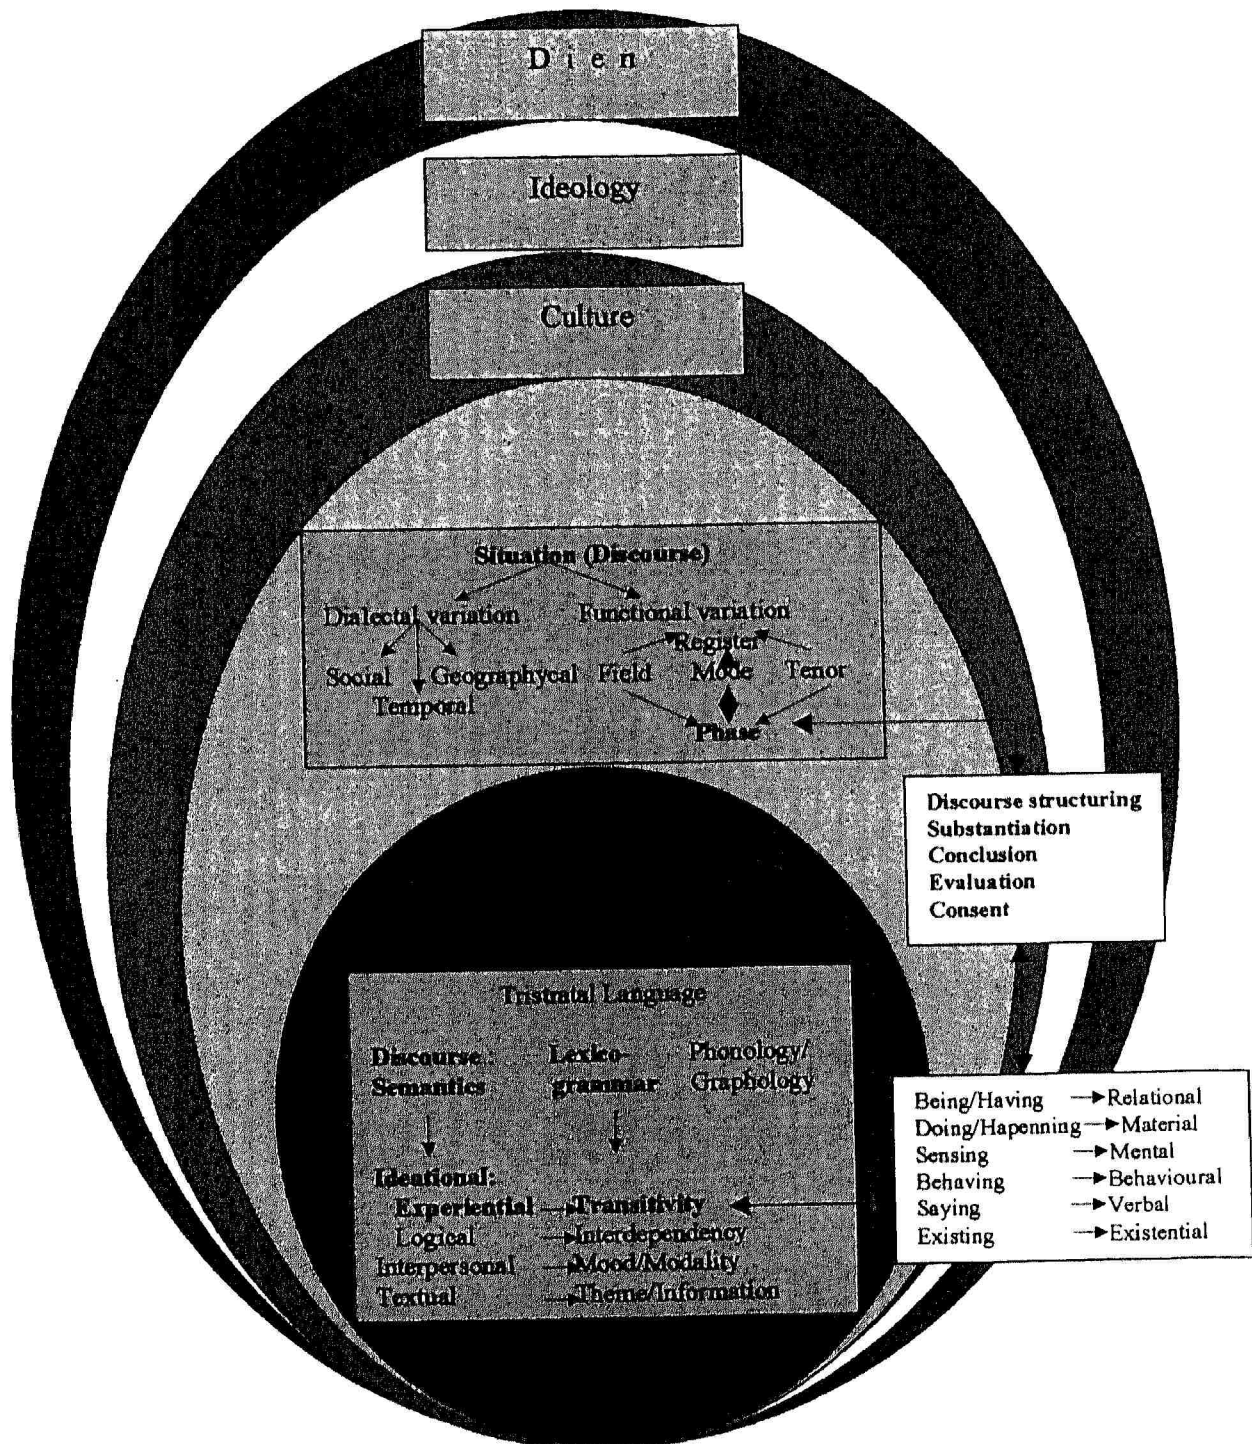 D i e n
Ideology
Culture
Situation (Discourse)
Dialectal variation Functional variation
Register
Social Geographycal Field Mode Tenor
Temporal
Phase
Discourse structuring
Substantiation
Conclusion
Evaluation
Consent
Tristratal Language
Discourse : Lexico- Phonology/
Semantics grammar Graphology
Ideational:
Experiential Transitivity
Logical Interdependency
Interpersonal Mood/Modality
Textual Theme/Information
Being/Having Relational
Doing/Hapenning Material
Sensing Mental
Behaving Behavioural
Saying Verbal
Existing Existential